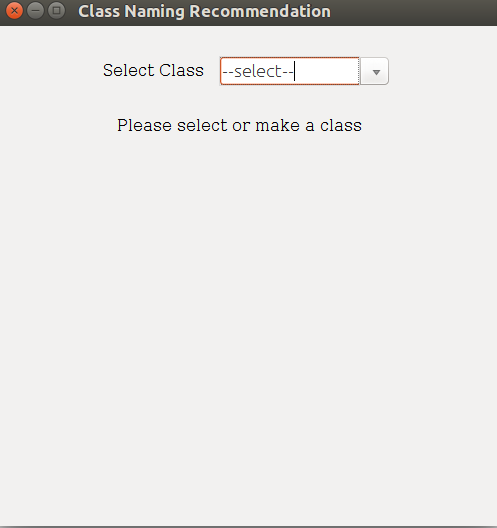 Class Naming Recommendation
Select Class --select--
Please select or make a class